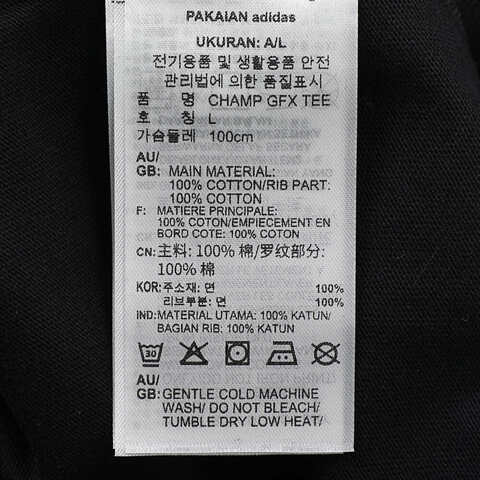 PAKAIAN adidas
UKURAN: A/L
전기용품 및 생활용품 안전
관리법에 의한 품질표시
품 명 CHAMP GFX TEE
호 칭 L
가슴둘레 100cm
AU/
GB: MAIN MATERIAL:
100% COTTON/RIB PART:
100% COTTON
F: MATIERE PRINCIPALE:
100% COTON/EMPIECEMENT EN
BORD COTE: 100% COTON
CN: 主料: 100% 棉/罗纹部分:
100% 棉
KOR: 주소재: 면 100%
리브부분: 면 100%
IND: MATERIAL UTAMA: 100% KATUN/
BAGIAN RIB: 100% KATUN
30
AU/
GB: GENTLE COLD MACHINE
WASH/ DO NOT BLEACH/
TUMBLE DRY LOW HEAT/